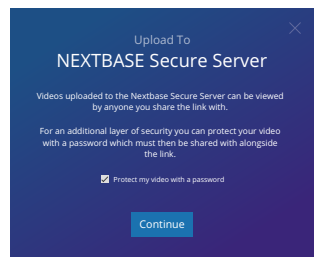 Upload To
NEXTBASE Secure Server
Videos uploaded to the Nextbase Secure Server can be viewed
by anyone you share the link with.
For an additional layer of security you can protect your video
with a password which must then be shared with alongside
the link.
Protect my video with a password
Continue